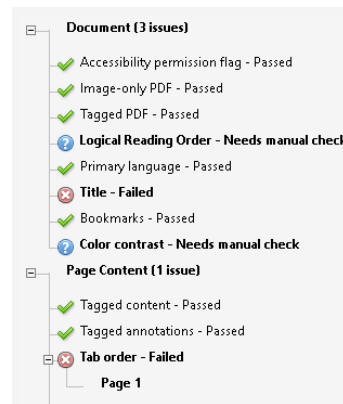 Document (3 issues)
Accessibility permission flag - Passed
Image-only PDF - Passed
Tagged PDF - Passed
Logical Reading Order - Needs manual check
Primary language - Passed
Title - Failed
Bookmarks - Passed
Color contrast - Needs manual check
Page Content (1 issue)
Tagged content - Passed
Tagged annotations - Passed
Tab order - Failed
Page 1